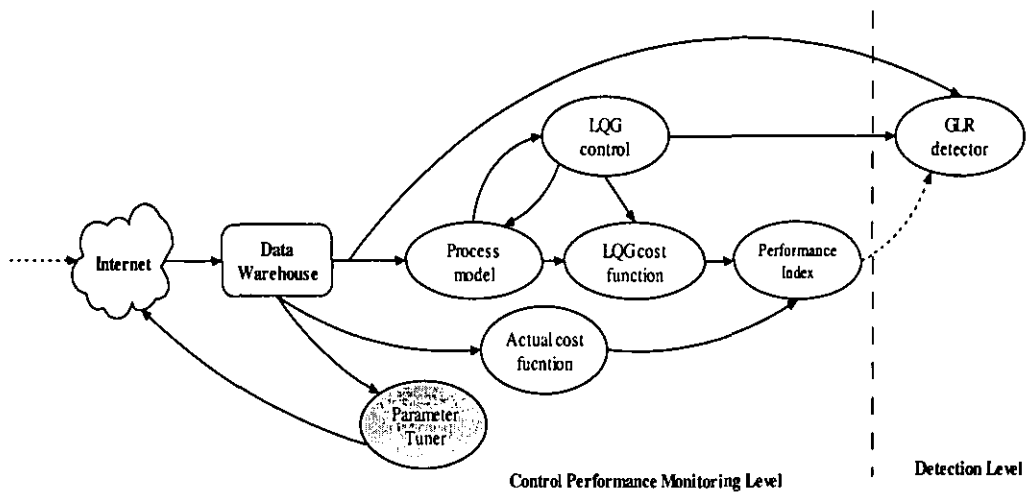 LQG
control
GLR
detector
Internet
Data
Warehouse
Process
model
LQG cost
function
Performance
Index
Actual cost
fucntion
Parameter
Tuner
Control Performance Monitoring Level
Detection Level